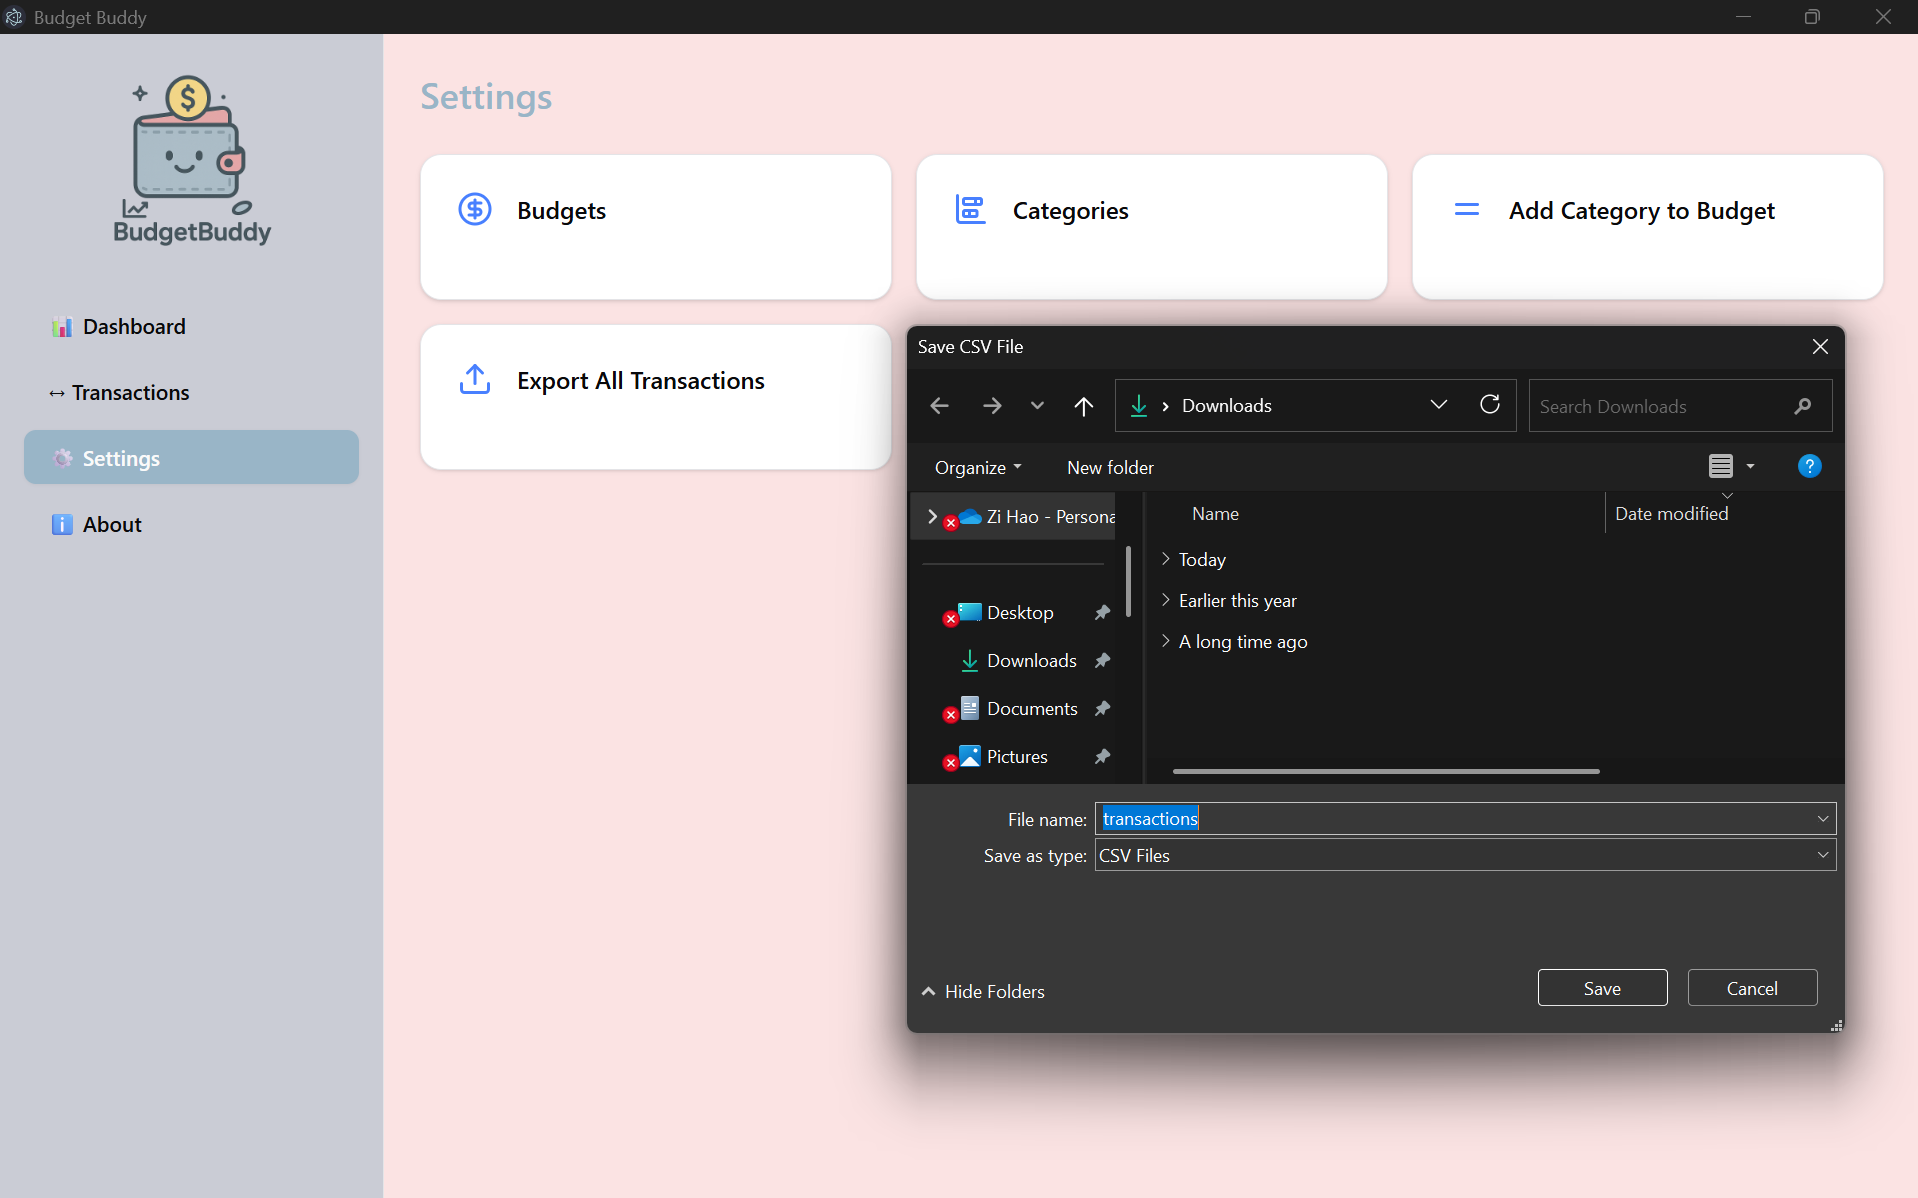 Budget Buddy
BudgetBuddy
Dashboard
Transactions
Settings
About
Settings
Budgets
Categories
Add Category to Budget
Export All Transactions
Save CSV File
Downloads
Search Downloads
Organize
New folder
Zi Hao - Persona
Desktop
Downloads
Documents
Pictures
Name
Date modified
Today
Earlier this year
A long time ago
File name: transactions
Save as type: CSV Files
Hide Folders
Save
Cancel